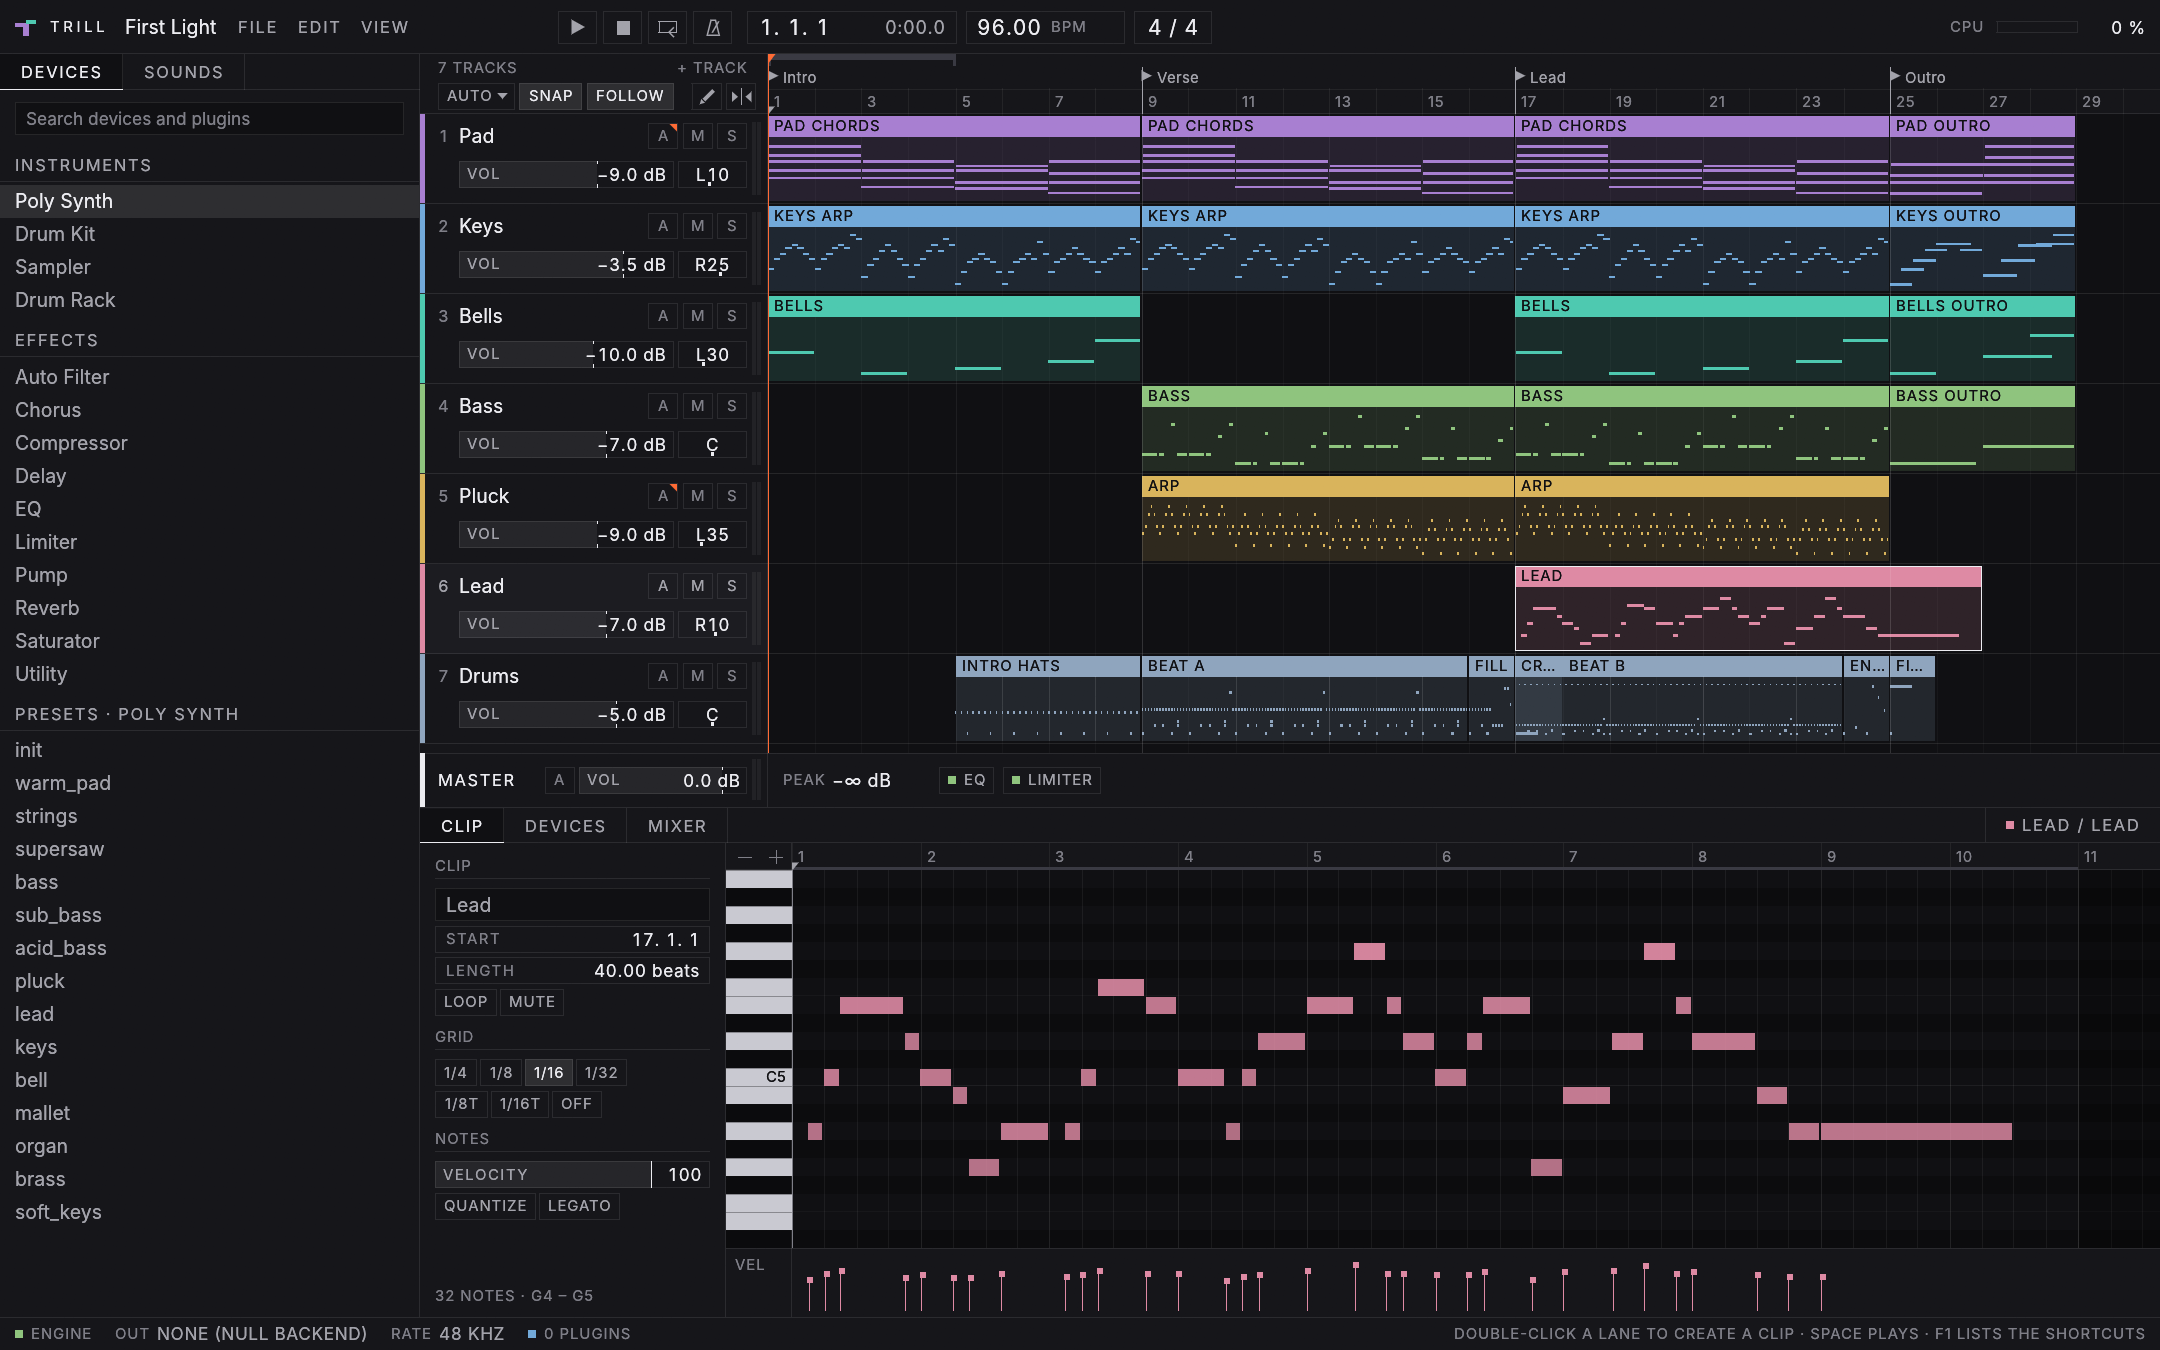 TRILL First Light FILE EDIT VIEW 1. 1. 1 0:00.0 96.00 BPM 4 / 4 CPU 0 %
DEVICES SOUNDS
Search devices and plugins
INSTRUMENTS
Poly Synth
Drum Kit
Sampler
Drum Rack
EFFECTS
Auto Filter
Chorus
Compressor
Delay
EQ
Limiter
Pump
Reverb
Saturator
Utility
PRESETS · POLY SYNTH
init
warm_pad
strings
supersaw
bass
sub_bass
acid_bass
pluck
lead
keys
bell
mallet
organ
brass
soft_keys
7 TRACKS + TRACK
AUTO SNAP FOLLOW
Intro Verse Lead Outro
1 3 5 7 9 11 13 15 17 19 21 23 25 27 29
1 Pad A M S
VOL −9.0 dB L10
PAD CHORDS PAD CHORDS PAD CHORDS PAD OUTRO
2 Keys A M S
VOL −3.5 dB R25
KEYS ARP KEYS ARP KEYS ARP KEYS OUTRO
3 Bells A M S
VOL −10.0 dB L30
BELLS BELLS BELLS OUTRO
4 Bass A M S
VOL −7.0 dB C
BASS BASS BASS OUTRO
5 Pluck A M S
VOL −9.0 dB L35
ARP ARP
6 Lead A M S
VOL −7.0 dB R10
LEAD
7 Drums A M S
VOL −5.0 dB C
INTRO HATS BEAT A FILL CR... BEAT B EN... FI...
MASTER A VOL 0.0 dB PEAK −∞ dB EQ LIMITER
CLIP DEVICES MIXER LEAD / LEAD
CLIP
Lead
START 17. 1. 1
LENGTH 40.00 beats
LOOP MUTE
GRID
1/4 1/8 1/16 1/32
1/8T 1/16T OFF
NOTES
VELOCITY 100
QUANTIZE LEGATO
32 NOTES · G4 – G5
1 2 3 4 5 6 7 8 9 10 11
C5
VEL
ENGINE OUT NONE (NULL BACKEND) RATE 48 KHZ 0 PLUGINS DOUBLE-CLICK A LANE TO CREATE A CLIP · SPACE PLAYS · F1 LISTS THE SHORTCUTS